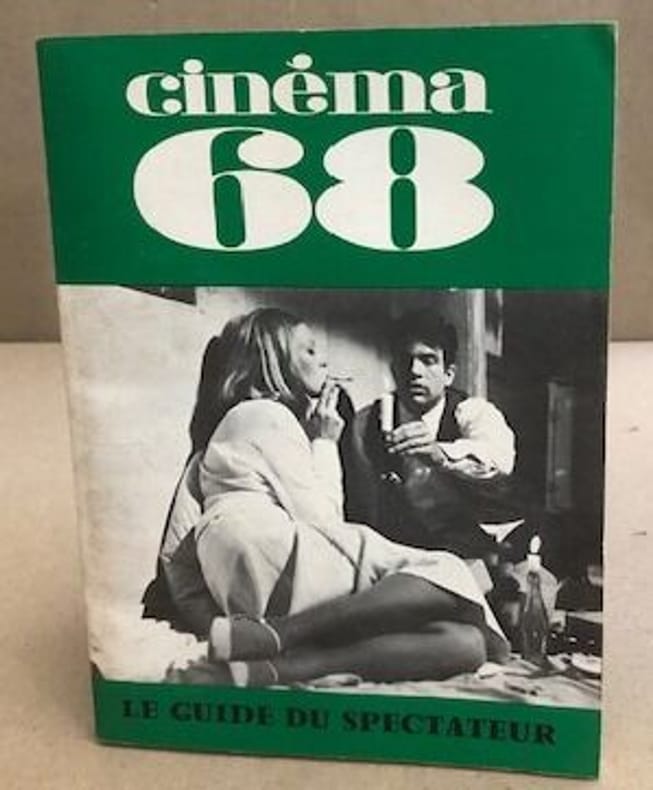 cinéma
68
LE GUIDE DU SPECTATEUR